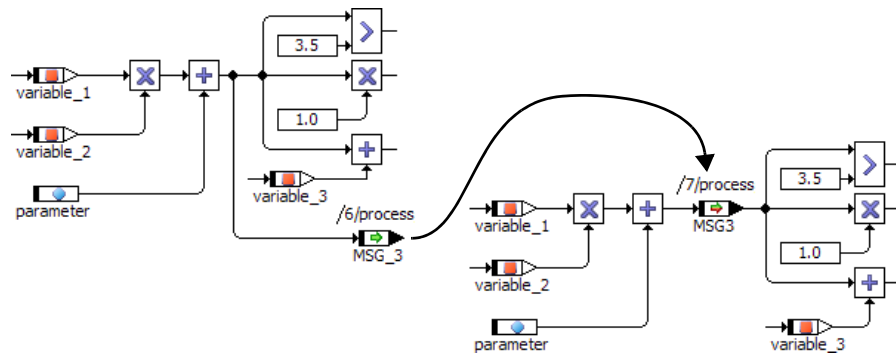 3.5
variable_1
1.0
variable_2
variable_3
parameter
/6/process
MSG_3
/7/process
3.5
variable_1
MSG3
1.0
variable_2
parameter
variable_3